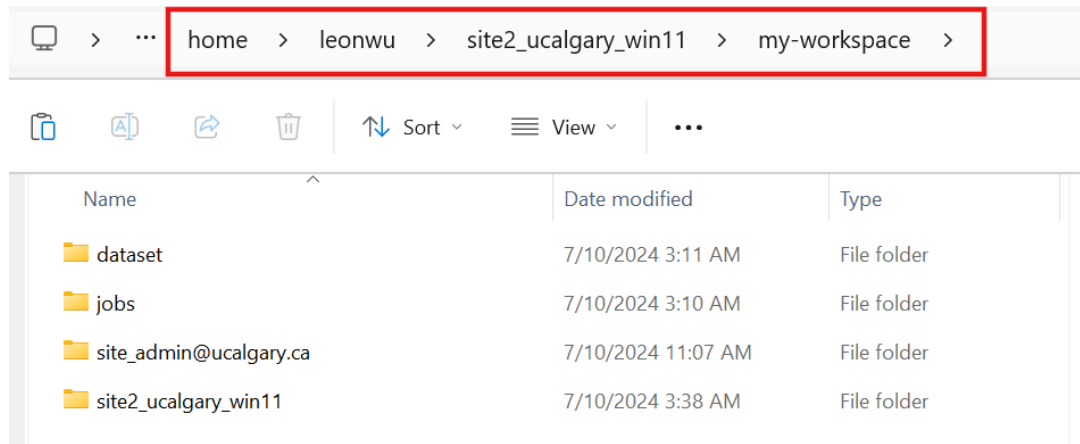 > ··· home > leonwu > site2_ucalgary_win11 > my-workspace >
Sort View ···
Name Date modified Type
dataset 7/10/2024 3:11 AM File folder
jobs 7/10/2024 3:10 AM File folder
site_admin@ucalgary.ca 7/10/2024 11:07 AM File folder
site2_ucalgary_win11 7/10/2024 3:38 AM File folder